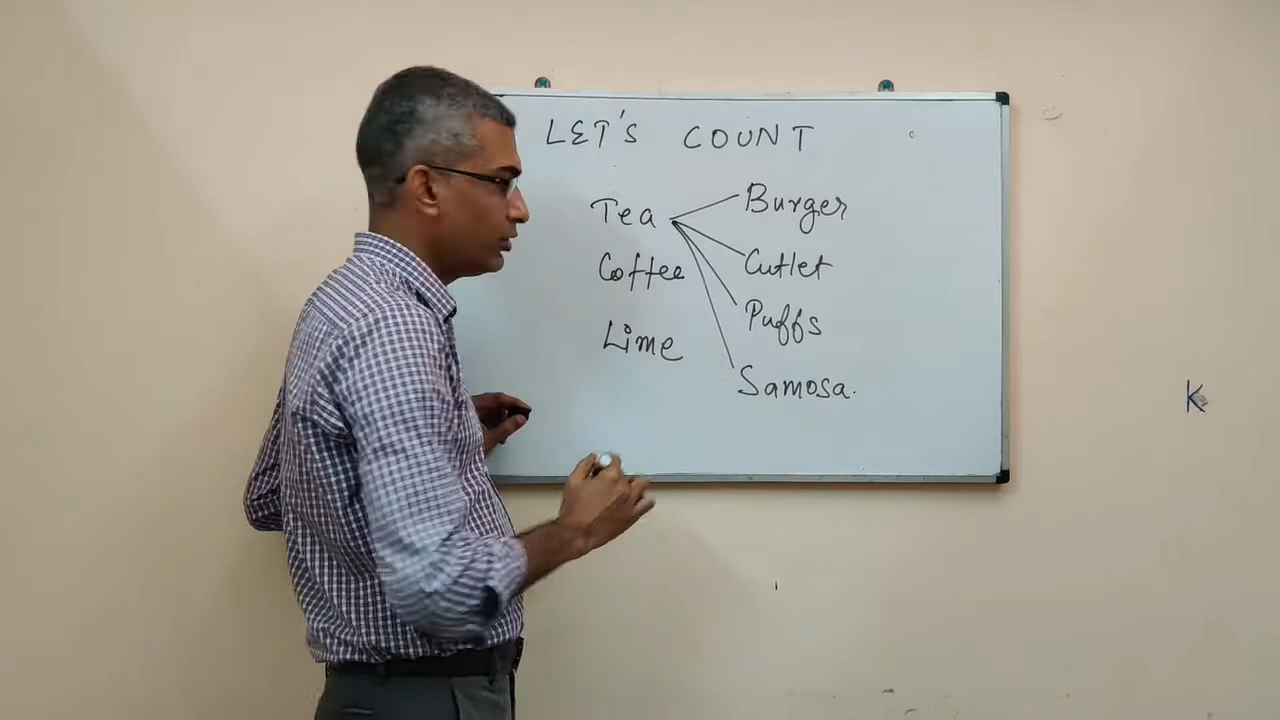 LET'S COUNT
Tea Burger
Coffee Cutlet
Lime Puffs
Samosa.
K